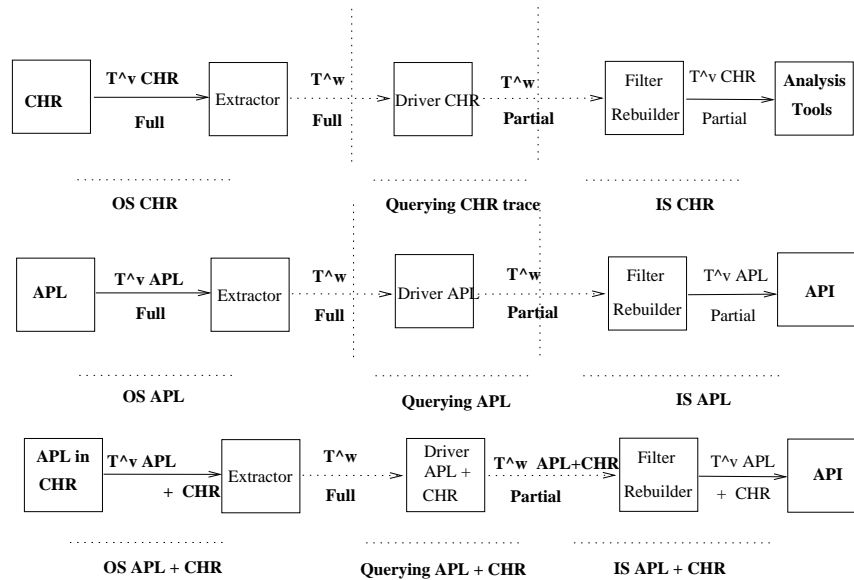 CHR
T^v CHR
Full
Extractor
T^w
Full
Driver CHR
T^w
Partial
Filter
Rebuilder
T^v CHR
Partial
Analysis
Tools
OS CHR
Querying CHR trace
IS CHR
APL
T^v APL
Full
Extractor
T^w
Full
Driver APL
T^w
Partial
Filter
Rebuilder
T^v APL
Partial
API
OS APL
Querying APL
IS APL
APL in
CHR
T^v APL
+ CHR
Extractor
T^w
Full
Driver
APL +
CHR
T^w APL+CHR
Partial
Filter
Rebuilder
T^v APL
+ CHR
API
OS APL + CHR
Querying APL + CHR
IS APL + CHR